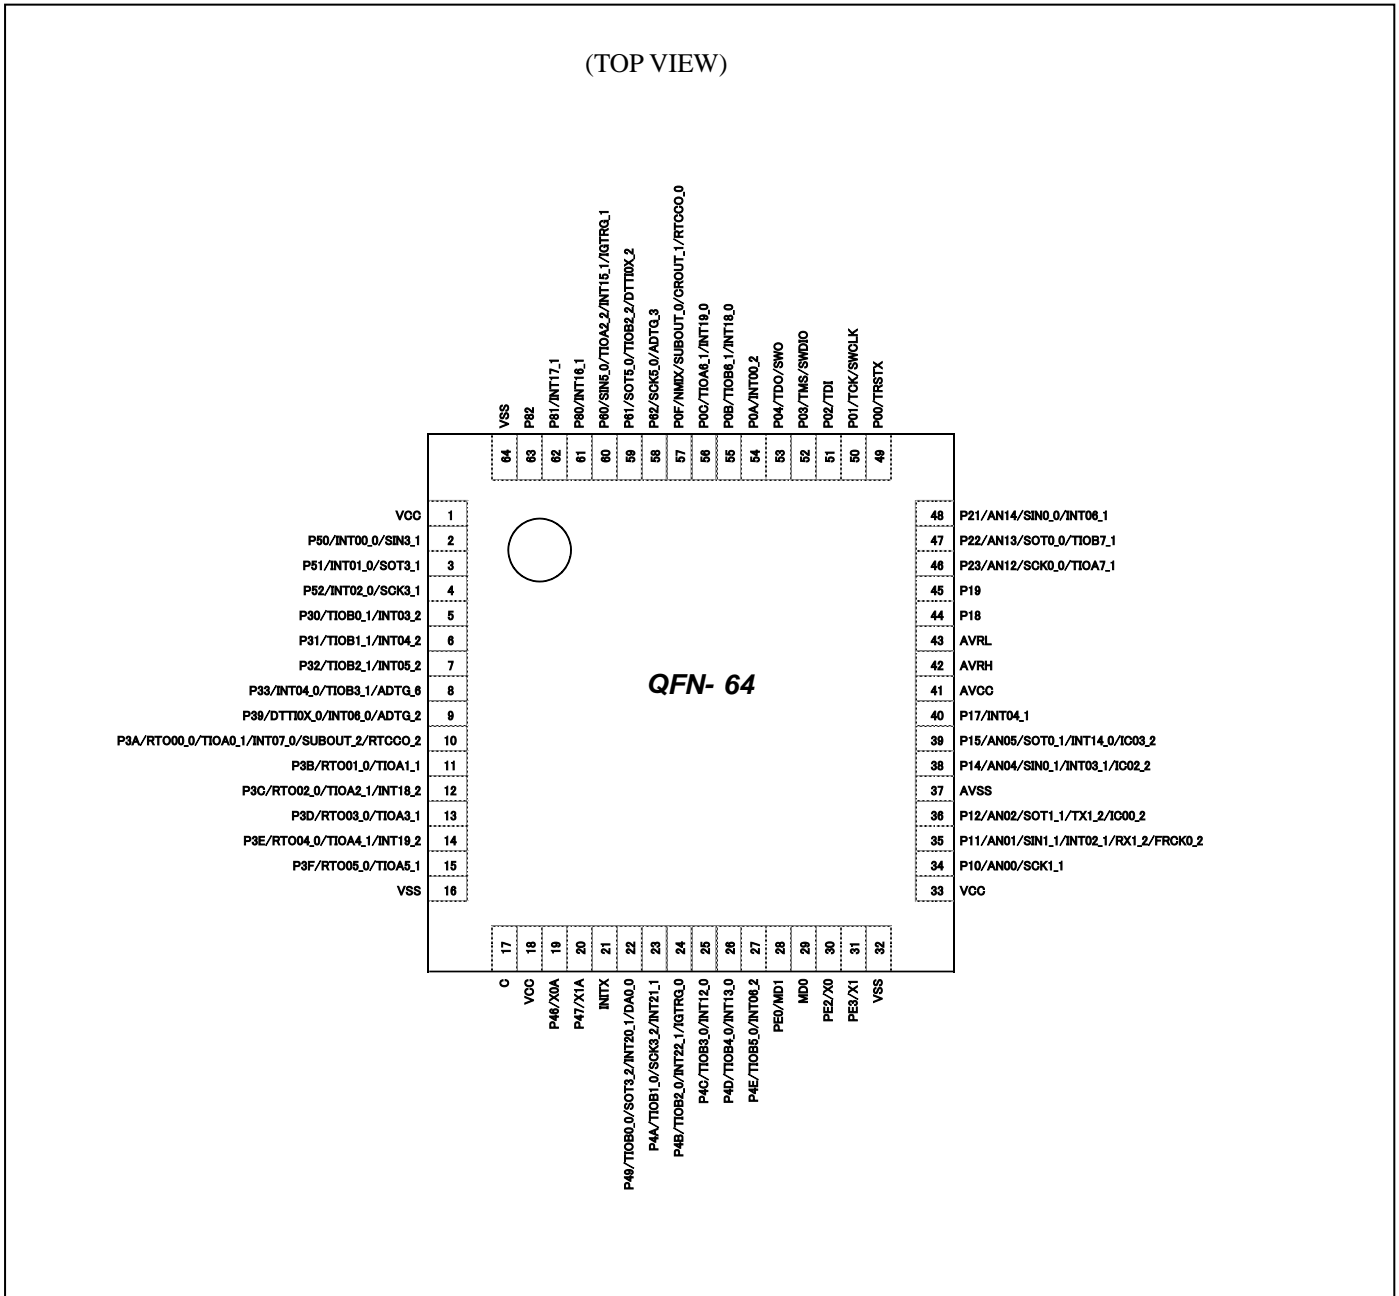 (TOP VIEW)
VSS
P82
P81/INT17_1
P80/INT16_1
P60/SIN5_0/TIOA2_2/INT15_1/IGTRG_1
P61/SOT5_0/TIOB2_2/DTTI0X_2
P62/SCK5_0/ADTG_3
P0F/NMIX/SUBOUT_0/CROUT_1/RTCCO_0
P0C/TIOA6_1/INT19_0
P0B/TIOB6_1/INT18_0
P0A/INT00_2
P04/TDO/SWO
P03/TMS/SWDIO
P02/TDI
P01/TCK/SWCLK
P00/TRSTX
64 63 62 61 60 59 58 57 56 55 54 53 52 51 50 49
VCC 1
P50/INT00_0/SIN3_1 2
P51/INT01_0/SOT3_1 3
P52/INT02_0/SCK3_1 4
P30/TIOB0_1/INT03_2 5
P31/TIOB1_1/INT04_2 6
P32/TIOB2_1/INT05_2 7
P33/INT04_0/TIOB3_1/ADTG_6 8
P39/DTTI0X_0/INT06_0/ADTG_2 9
P3A/RTO00_0/TIOA0_1/INT07_0/SUBOUT_2/RTCCO_2 10
P3B/RTO01_0/TIOA1_1 11
P3C/RTO02_0/TIOA2_1/INT18_2 12
P3D/RTO03_0/TIOA3_1 13
P3E/RTO04_0/TIOA4_1/INT19_2 14
P3F/RTO05_0/TIOA5_1 15
VSS 16
QFN- 64
48 P21/AN14/SIN0_0/INT06_1
47 P22/AN13/SOT0_0/TIOB7_1
46 P23/AN12/SCK0_0/TIOA7_1
45 P19
44 P18
43 AVRL
42 AVRH
41 AVCC
40 P17/INT04_1
39 P15/AN05/SOT0_1/INT14_0/IC03_2
38 P14/AN04/SIN0_1/INT03_1/IC02_2
37 AVSS
36 P12/AN02/SOT1_1/TX1_2/IC00_2
35 P11/AN01/SIN1_1/INT02_1/RX1_2/FRCK0_2
34 P10/AN00/SCK1_1
33 VCC
17 18 19 20 21 22 23 24 25 26 27 28 29 30 31 32
C
VCC
P46/X0A
P47/X1A
INITX
P49/TIOB0_0/SOT3_2/INT20_1/DA0_0
P4A/TIOB1_0/SCK3_2/INT21_1
P4B/TIOB2_0/INT22_1/IGTRG_0
P4C/TIOB3_0/INT12_0
P4D/TIOB4_0/INT13_0
P4E/TIOB5_0/INT06_2
PE0/MD1
MD0
PE2/X0
PE3/X1
VSS